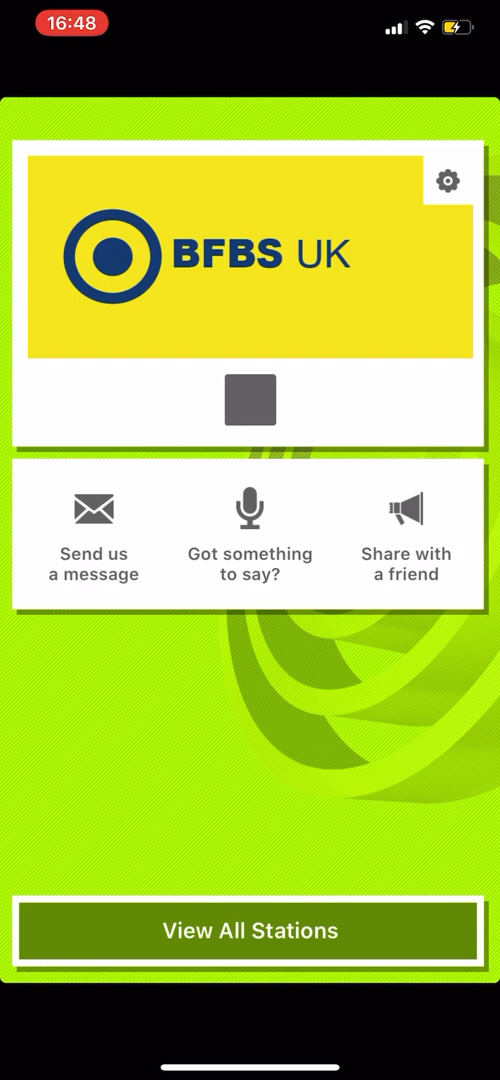 16:48
BFBS UK
Send us
a message
Got something
to say?
Share with
a friend
View All Stations